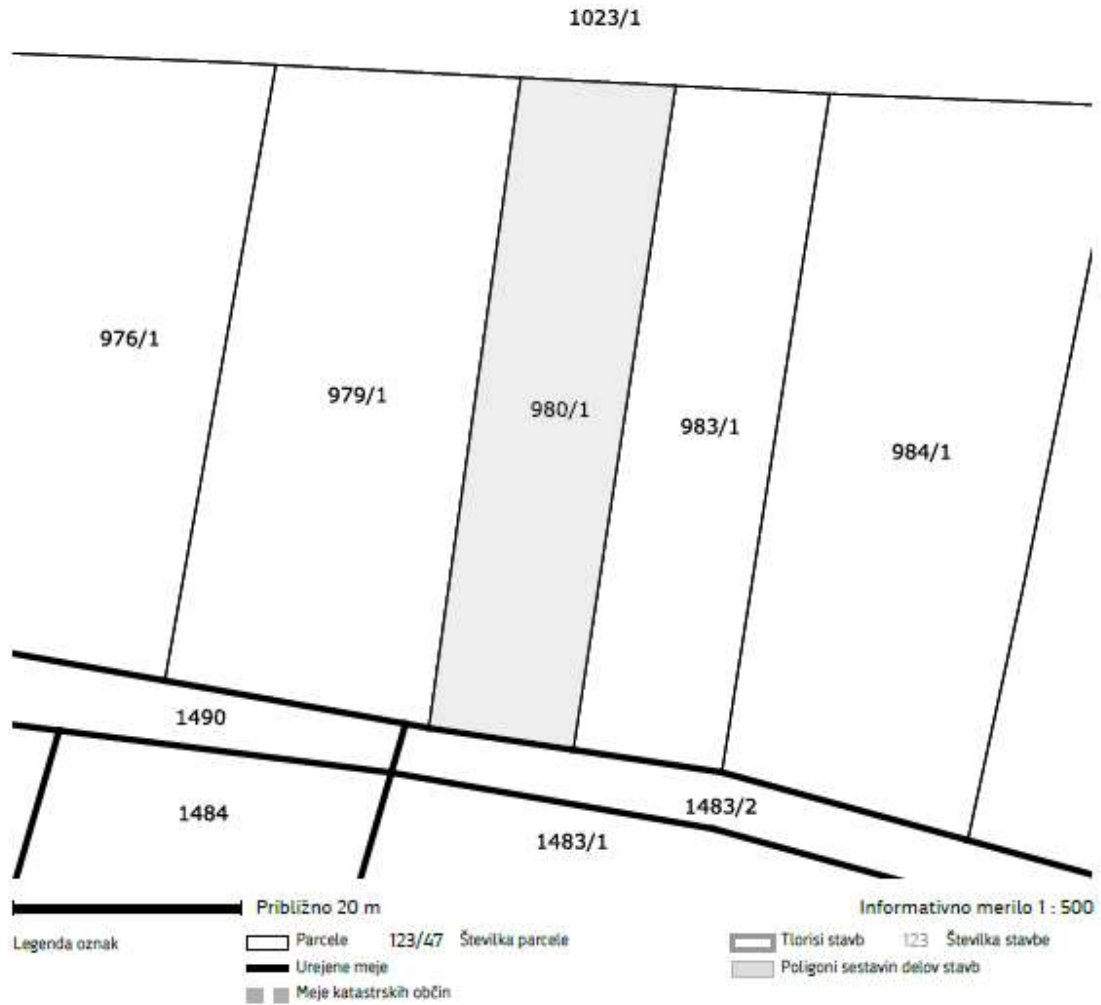 1023/1
976/1
979/1
980/1
983/1
984/1
1490
1484
1483/2
1483/1
Približno 20 m
Informativno merilo 1 : 500
Legenda oznak
Parcele 123/47 Številka parcele
Tlorisi stavb 123 Številka stavbe
Urejene meje
Poligoni sestavin delov stavb
Meje katastrskih občin